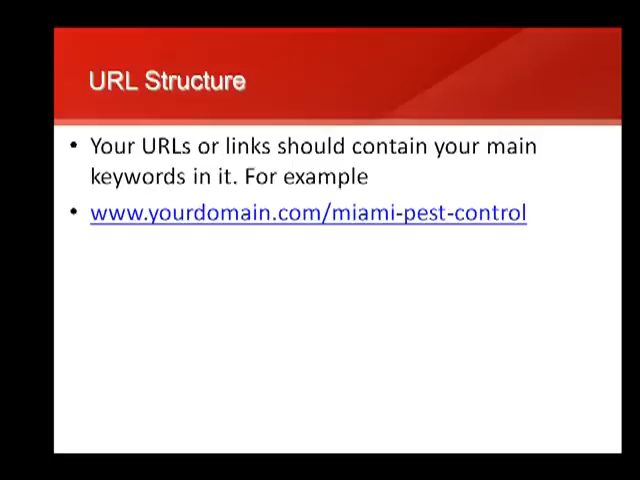 URL Structure
• Your URLs or links should contain your main
keywords in it. For example
• www.yourdomain.com/miami-pest-control